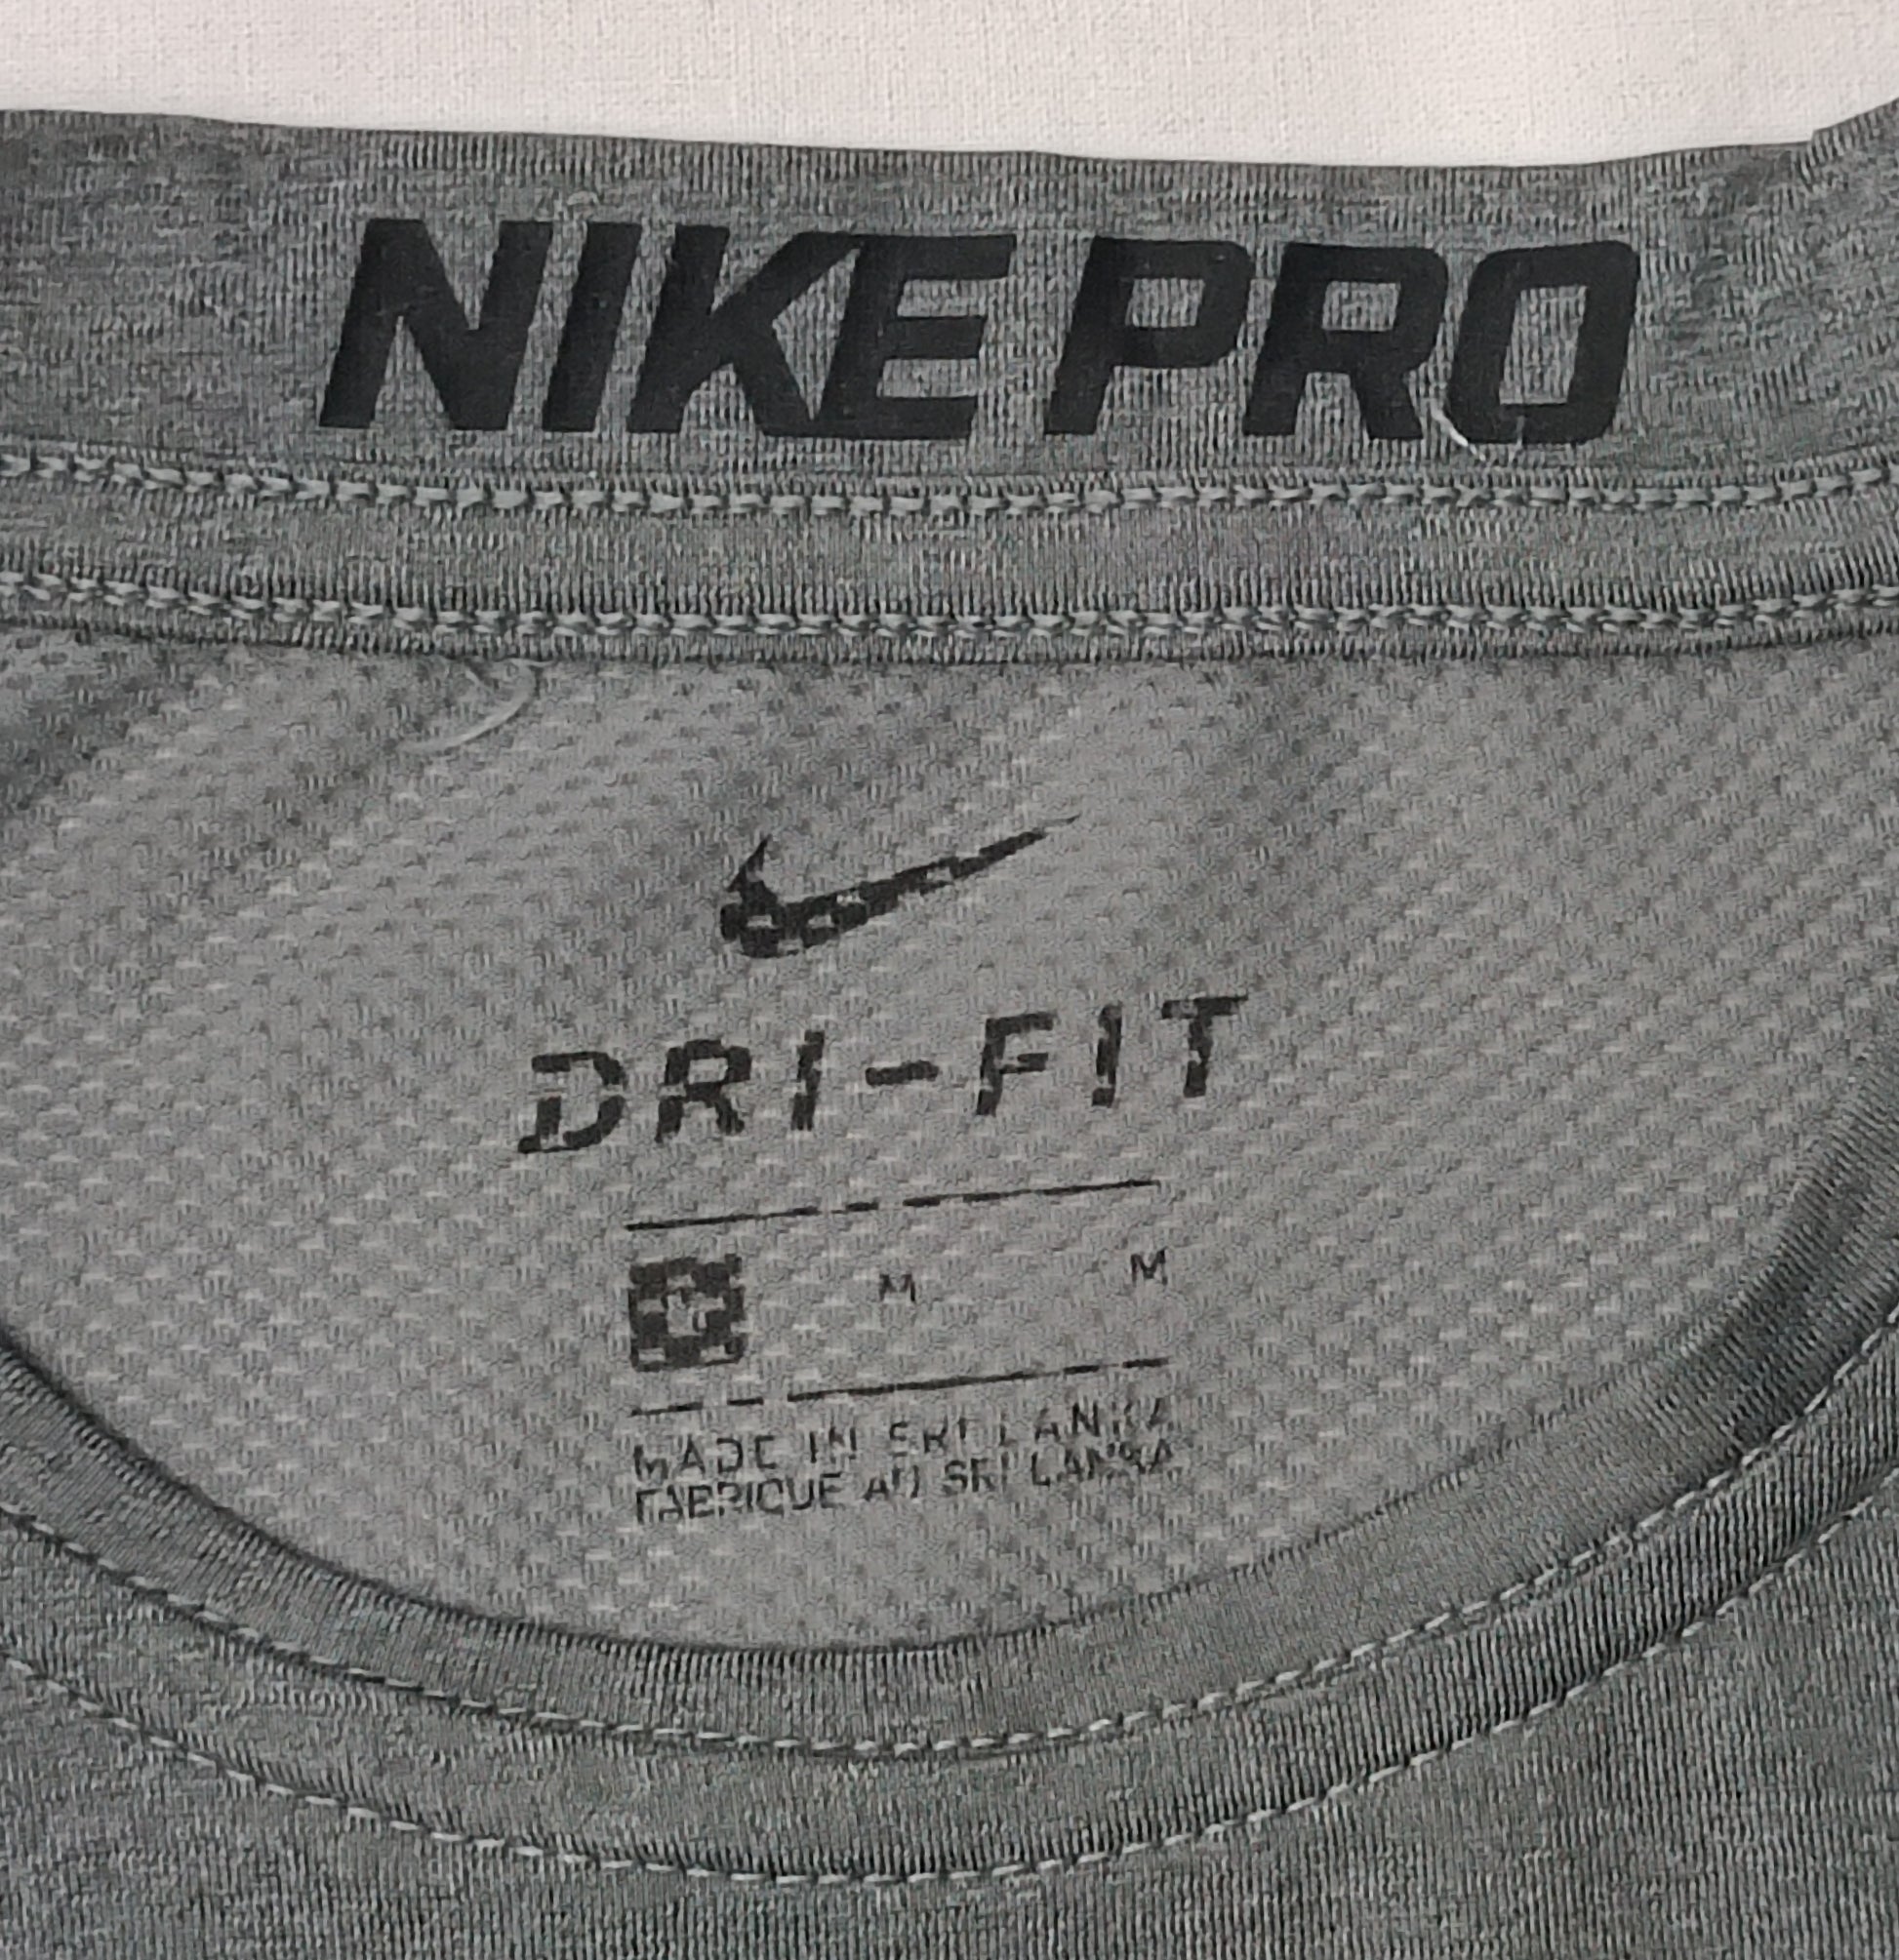 NIKE PRO
DRI-FIT
M M
MADE IN SRI LANKA
FABRIQUE AU SRI LANKA